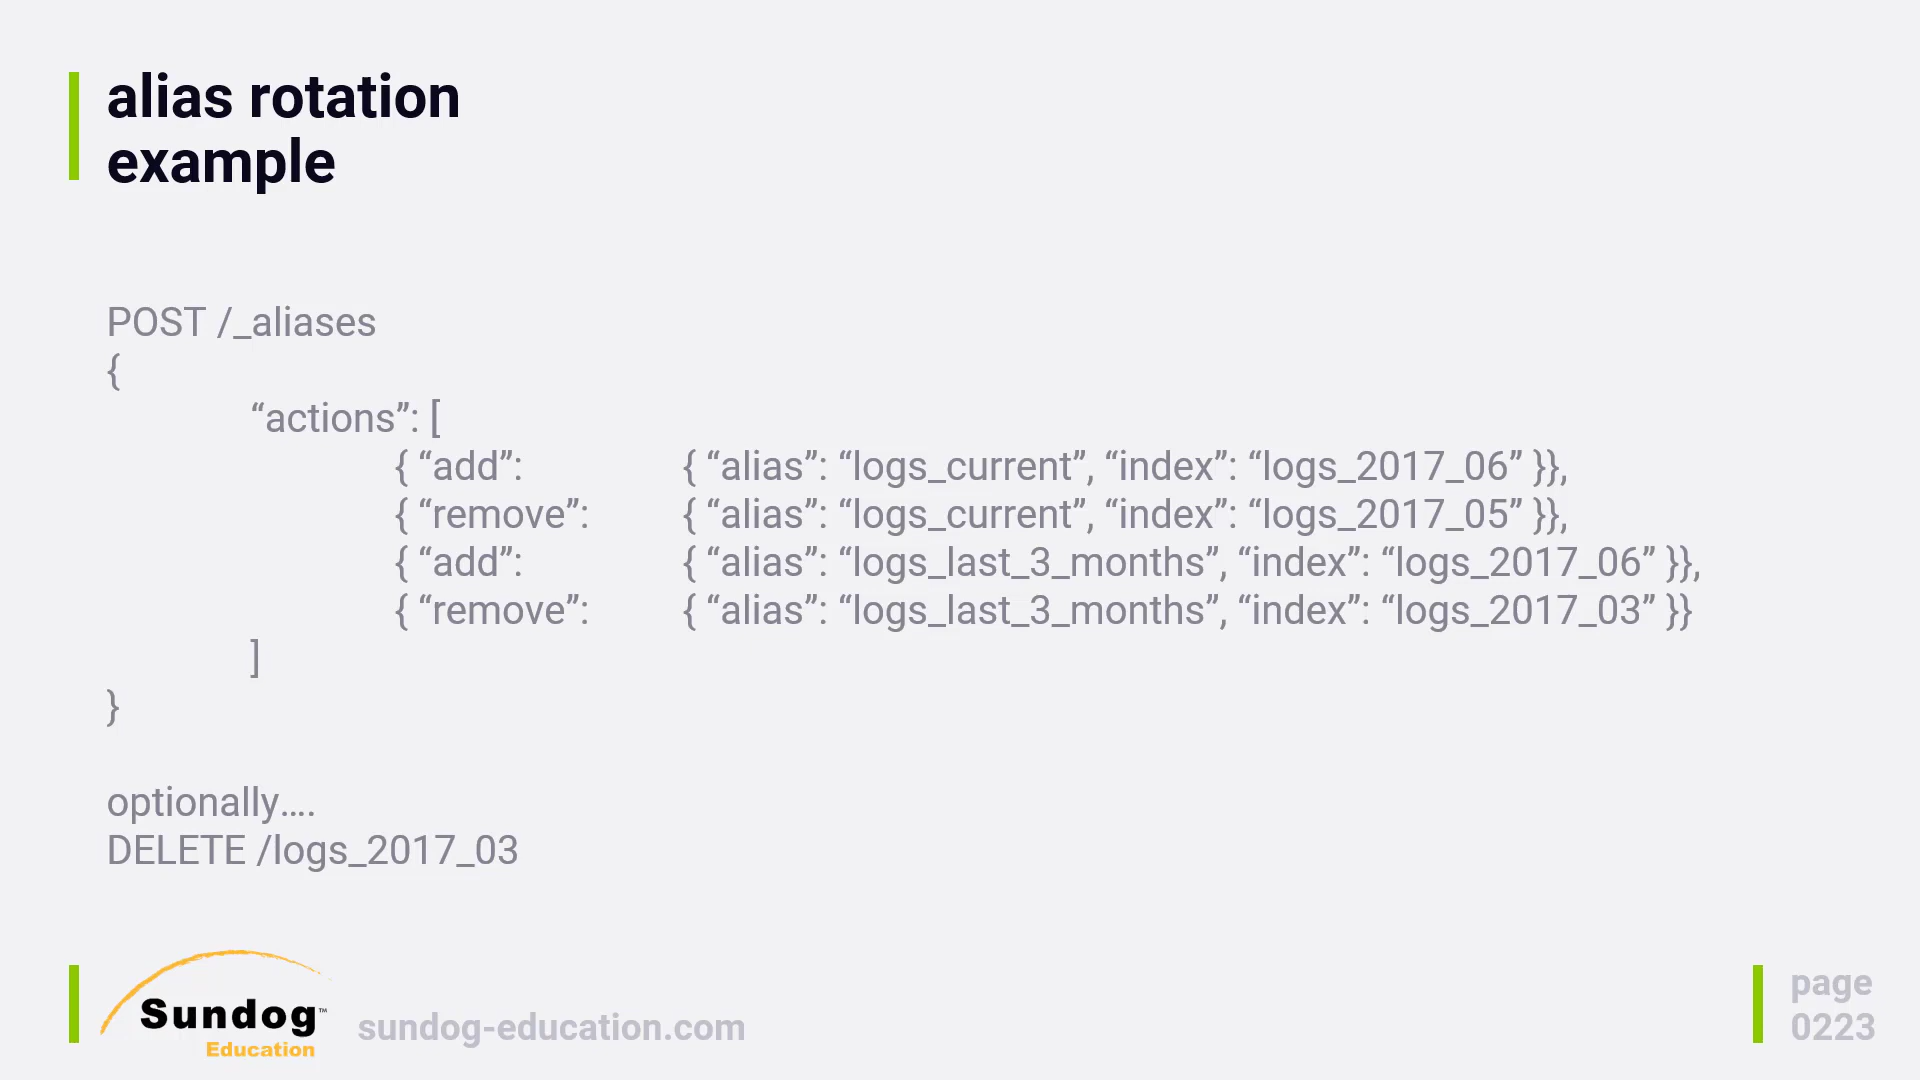 alias rotation
example
POST /_aliases
{
“actions”: [
{ “add”: { “alias”: “logs_current”, “index”: “logs_2017_06” }},
{ “remove”: { “alias”: “logs_current”, “index”: “logs_2017_05” }},
{ “add”: { “alias”: “logs_last_3_months”, “index”: “logs_2017_06” }},
{ “remove”: { “alias”: “logs_last_3_months”, “index”: “logs_2017_03” }}
]
}
optionally….
DELETE /logs_2017_03
Sundog™
Education
sundog-education.com
page
0223